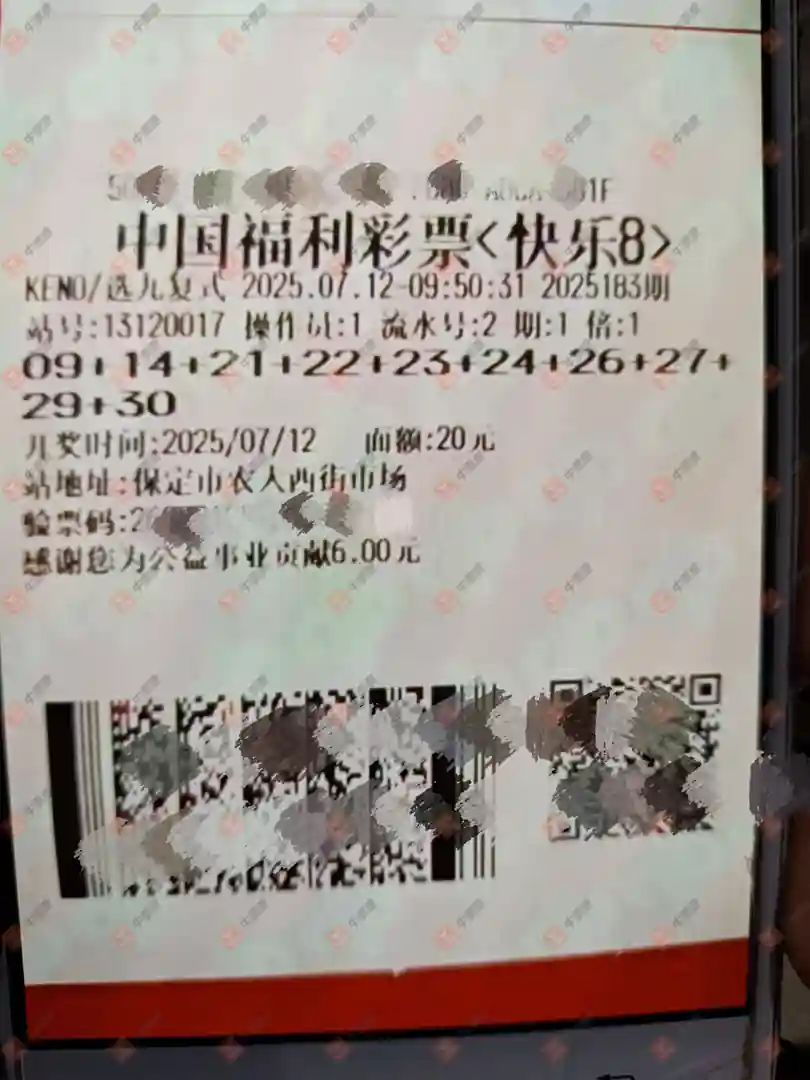 中国福利彩票<快乐8>
KENO/选九复式 2025.07.12-09:50:31 2025183期
站号:13120017 操作员:1 流水号:2 期:1 倍:1
09+14+21+22+23+24+26+27+
29+30
开奖时间:2025/07/12 面额:20元
站地址:保定市农大西街市场
验票码:2
感谢您为公益事业贡献6.00元